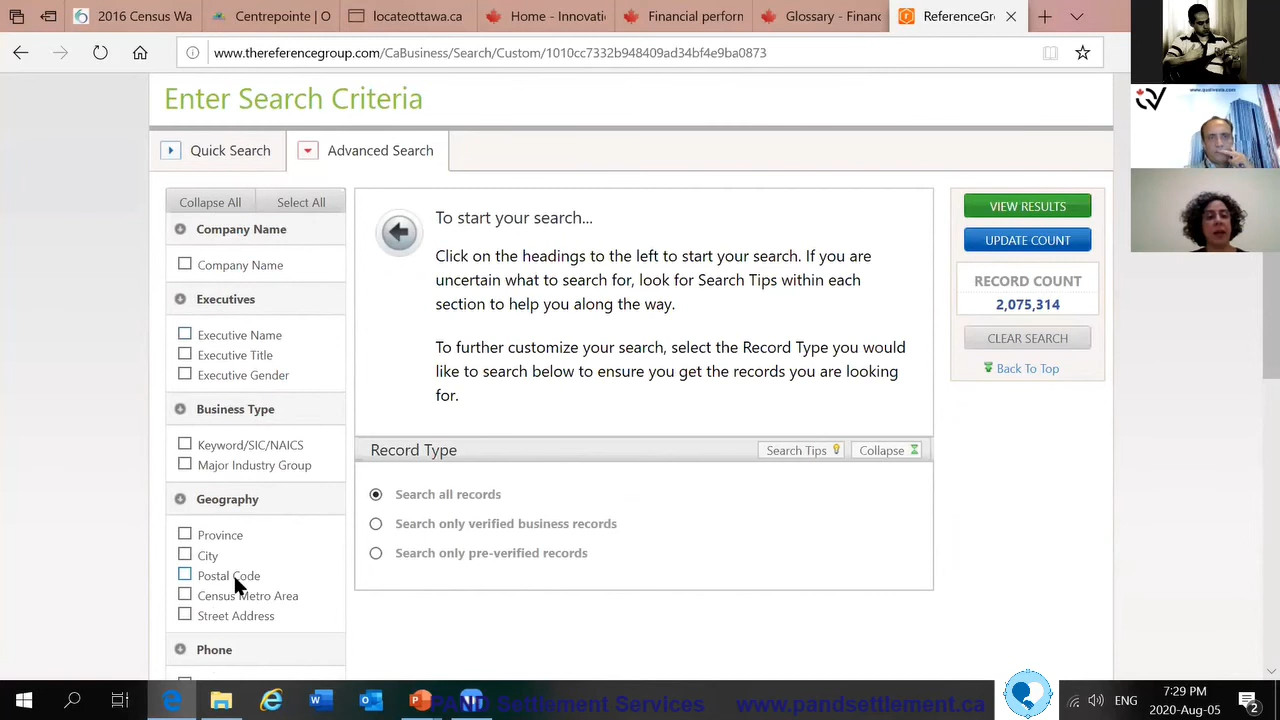 2016 Census Wa
Centrepointe | O
locateottawa.ca
Home - Innovati
Financial perforn
Glossary - Financ
ReferenceGr
www.thereferencegroup.com/CaBusiness/Search/Custom/1010cc7332b948409ad34bf4e9ba0873
www.qualivests.com
Enter Search Criteria
Quick Search
Advanced Search
Collapse All
Select All
Company Name
Company Name
Executives
Executive Name
Executive Title
Executive Gender
Business Type
Keyword/SIC/NAICS
Major Industry Group
Geography
Province
City
Postal Code
Census Metro Area
Street Address
Phone
To start your search...
Click on the headings to the left to start your search. If you are
uncertain what to search for, look for Search Tips within each
section to help you along the way.
To further customize your search, select the Record Type you would
like to search below to ensure you get the records you are looking
for.
Record Type
Search Tips
Collapse
Search all records
Search only verified business records
Search only pre-verified records
VIEW RESULTS
UPDATE COUNT
RECORD COUNT
2,075,314
CLEAR SEARCH
Back To Top
PAND Settlement Services www.pandsettlement.ca
ENG
7:29 PM
2020-Aug-05
2